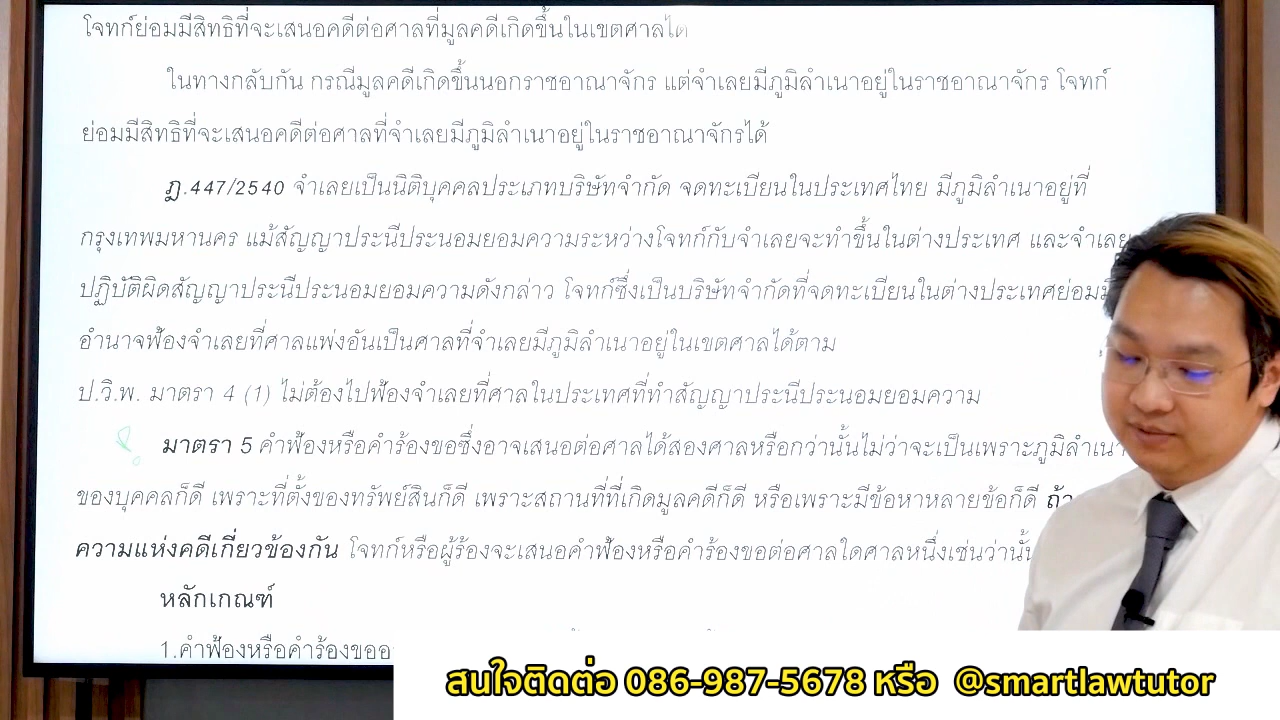 โจทก์ย่อมมีสิทธิที่จะเสนอคดีต่อศาลที่มูลคดีเกิดขึ้นในเขตศาลได้
ในทางกลับกัน กรณีมูลคดีเกิดขึ้นนอกราชอาณาจักร แต่จำเลยมีภูมิลำเนาอยู่ในราชอาณาจักร โจทก์
ย่อมมีสิทธิที่จะเสนอคดีต่อศาลที่จำเลยมีภูมิลำเนาอยู่ในราชอาณาจักรได้
ฎ.447/2540 จำเลยเป็นนิติบุคคลประเภทบริษัทจำกัด จดทะเบียนในประเทศไทย มีภูมิลำเนาอยู่ที่
กรุงเทพมหานคร แม้สัญญาประนีประนอมยอมความระหว่างโจทก์กับจำเลยจะทำขึ้นในต่างประเทศ และจำเลย
ปฏิบัติผิดสัญญาประนีประนอมยอมความดังกล่าว โจทก์ซึ่งเป็นบริษัทจำกัดที่จดทะเบียนในต่างประเทศย่อมมี
อำนาจฟ้องจำเลยที่ศาลแพ่งอันเป็นศาลที่จำเลยมีภูมิลำเนาอยู่ในเขตศาลได้ตาม
ป.วิ.พ. มาตรา 4 (1) ไม่ต้องไปฟ้องจำเลยที่ศาลในประเทศที่ทำสัญญาประนีประนอมยอมความ
มาตรา 5 คำฟ้องหรือคำร้องขอซึ่งอาจเสนอต่อศาลได้สองศาลหรือกว่านั้นไม่ว่าจะเป็นเพราะภูมิลำเนา
ของบุคคลก็ดี เพราะที่ตั้งของทรัพย์สินก็ดี เพราะสถานที่ที่เกิดมูลคดีก็ดี หรือเพราะมีข้อหาหลายข้อก็ดี ถ้า
ความแห่งคดีเกี่ยวข้องกัน โจทก์หรือผู้ร้องจะเสนอคำฟ้องหรือคำร้องขอต่อศาลใดศาลหนึ่งเช่นว่านั้น
หลักเกณฑ์
1.คำฟ้องหรือคำร้องขอ
สนใจติดต่อ 086-987-5678 หรือ @smartlawtutor